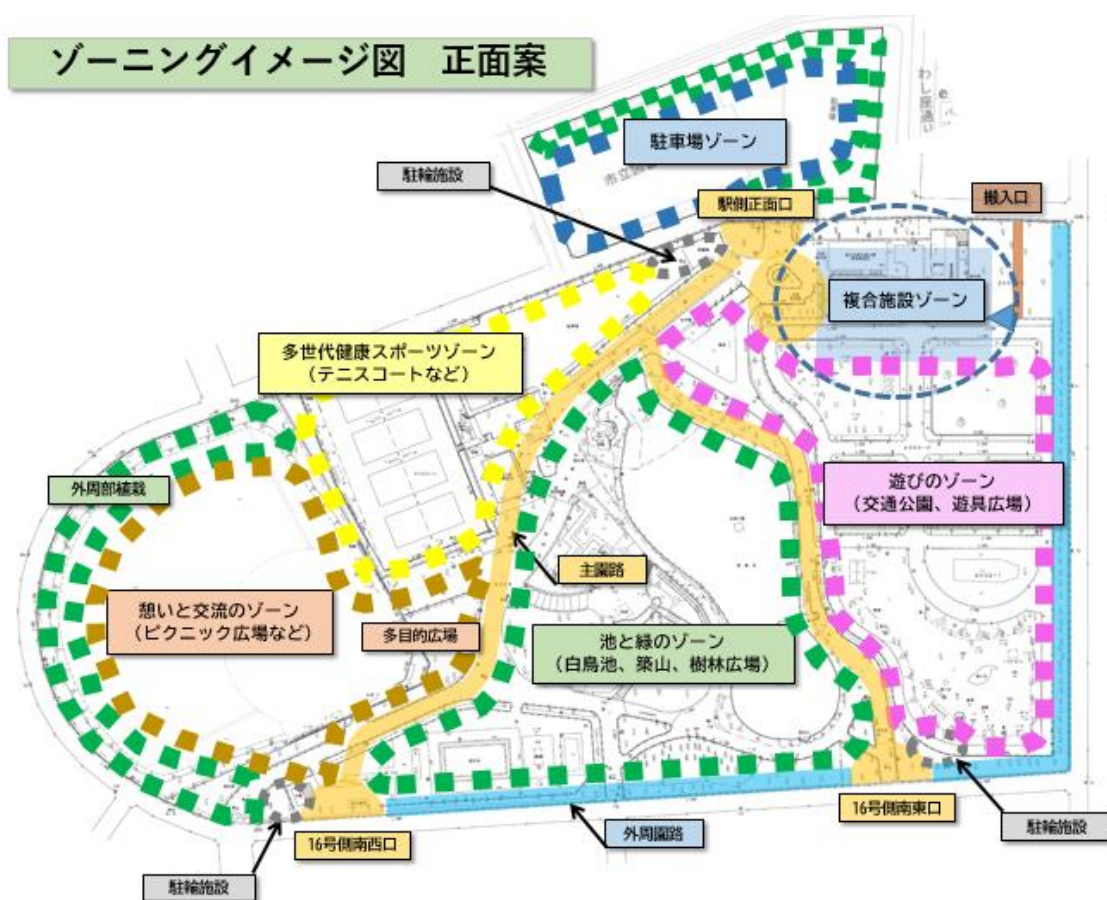 ゾーニングイメージ図 正面案
わし座通り
駐車場ゾーン
駐輪施設
駅側正面口
搬入口
複合施設ゾーン
多世代健康スポーツゾーン
（テニスコートなど）
外周部植栽
遊びのゾーン
（交通公園、遊具広場）
主園路
憩いと交流のゾーン
（ピクニック広場など）
多目的広場
池と緑のゾーン
（白鳥池、築山、樹林広場）
16号側南西口
外周園路
16号側南東口
駐輪施設
駐輪施設